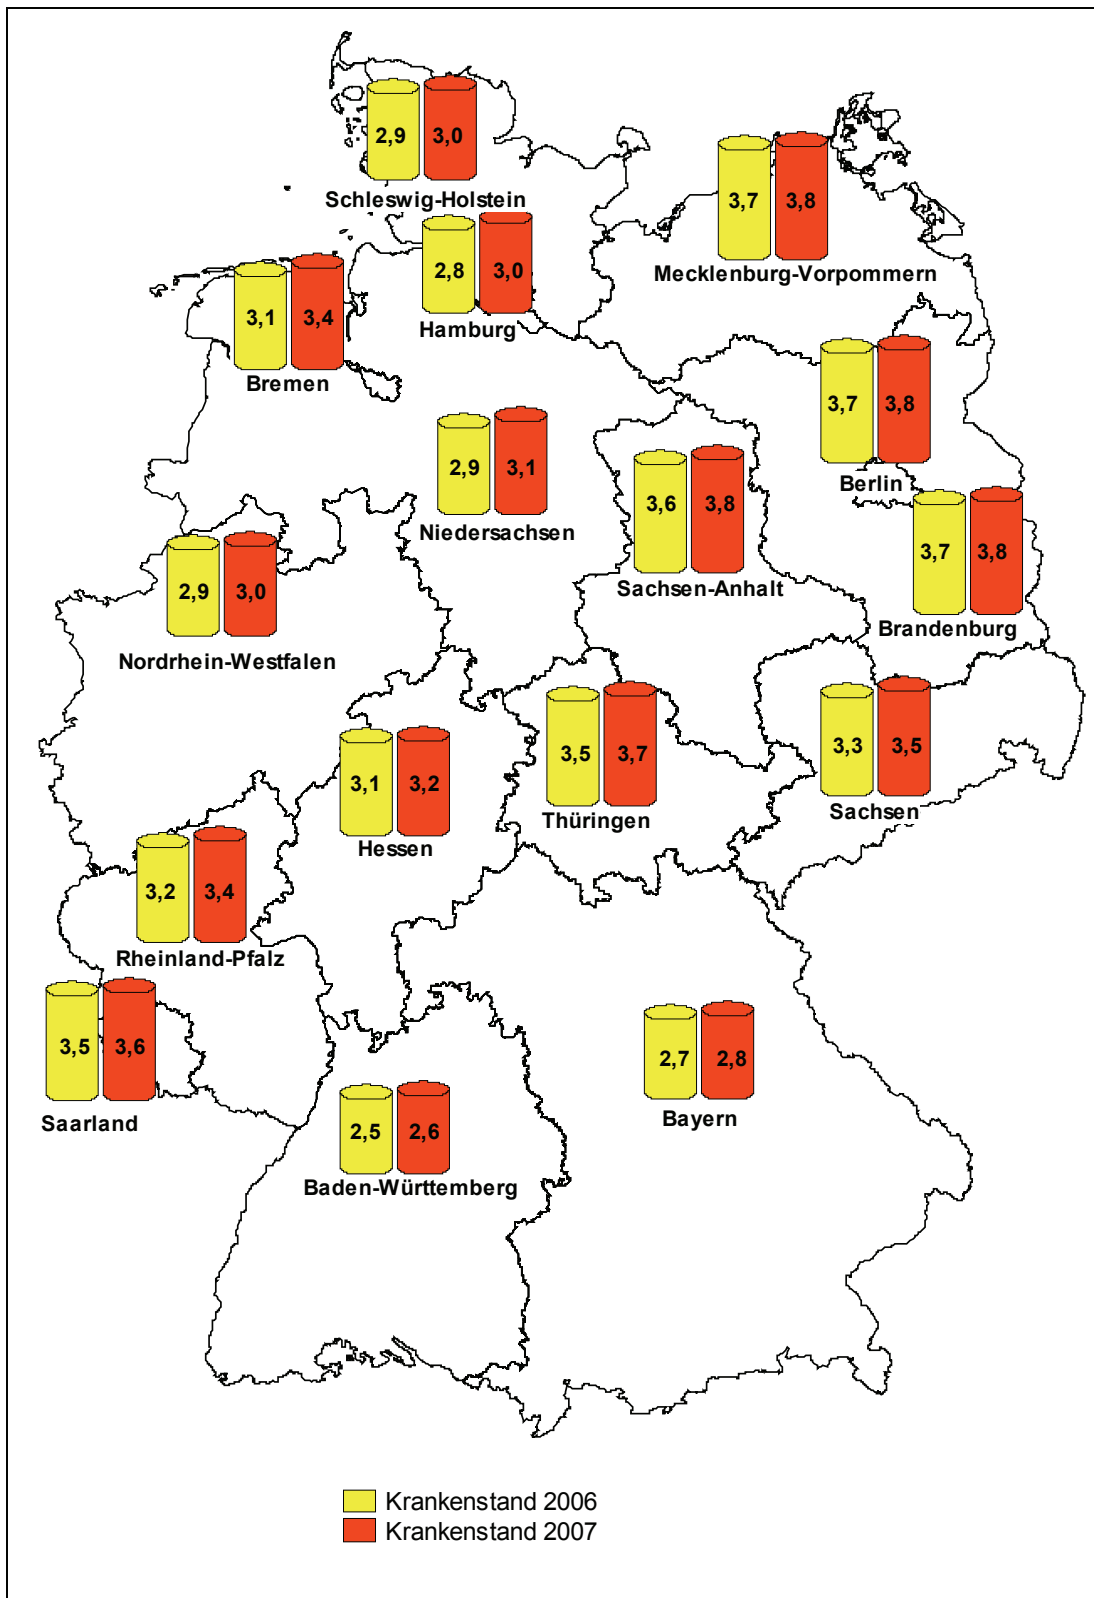 2,9 3,0
Schleswig-Holstein
3,7 3,8
Mecklenburg-Vorpommern
2,8 3,0
Hamburg
3,1 3,4
Bremen
3,7 3,8
Berlin
2,9 3,1
Niedersachsen
3,6 3,8
Sachsen-Anhalt
3,7 3,8
Brandenburg
2,9 3,0
Nordrhein-Westfalen
3,5 3,7
Thüringen
3,3 3,5
Sachsen
3,1 3,2
Hessen
3,2 3,4
Rheinland-Pfalz
3,5 3,6
Saarland
2,7 2,8
Bayern
2,5 2,6
Baden-Württemberg
Krankenstand 2006
Krankenstand 2007